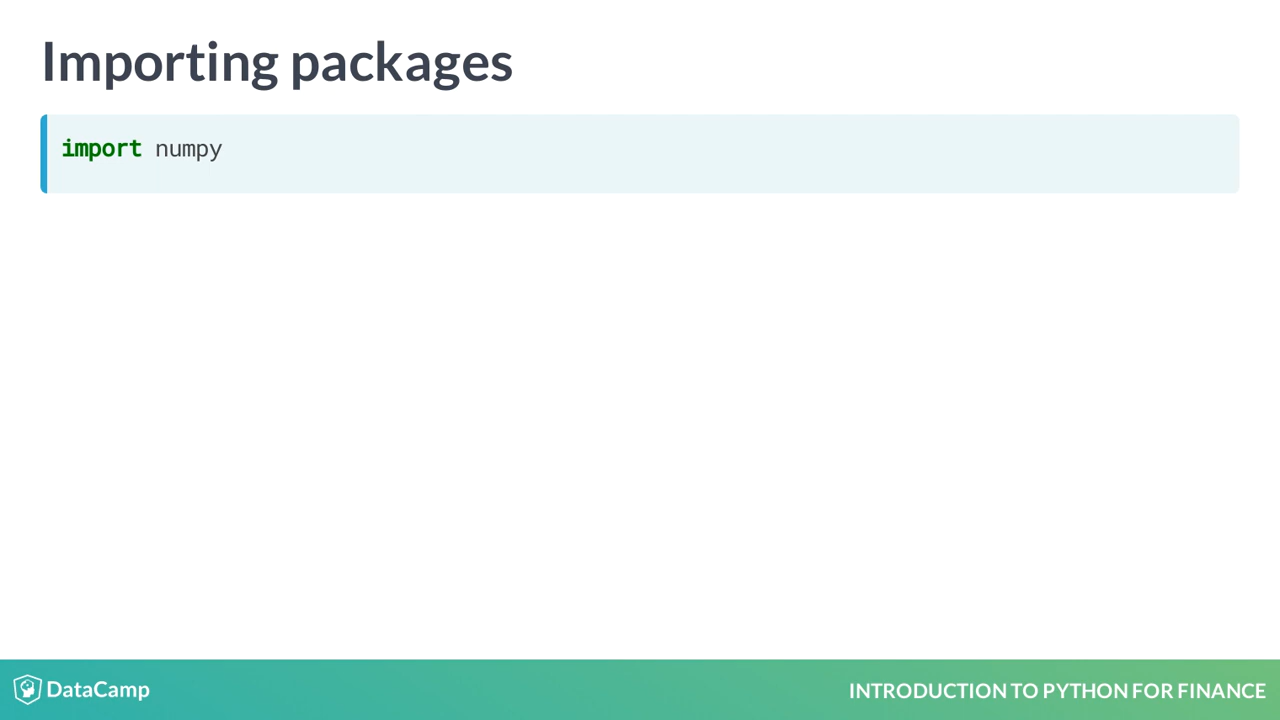 Importing packages
import numpy
DataCamp
INTRODUCTION TO PYTHON FOR FINANCE